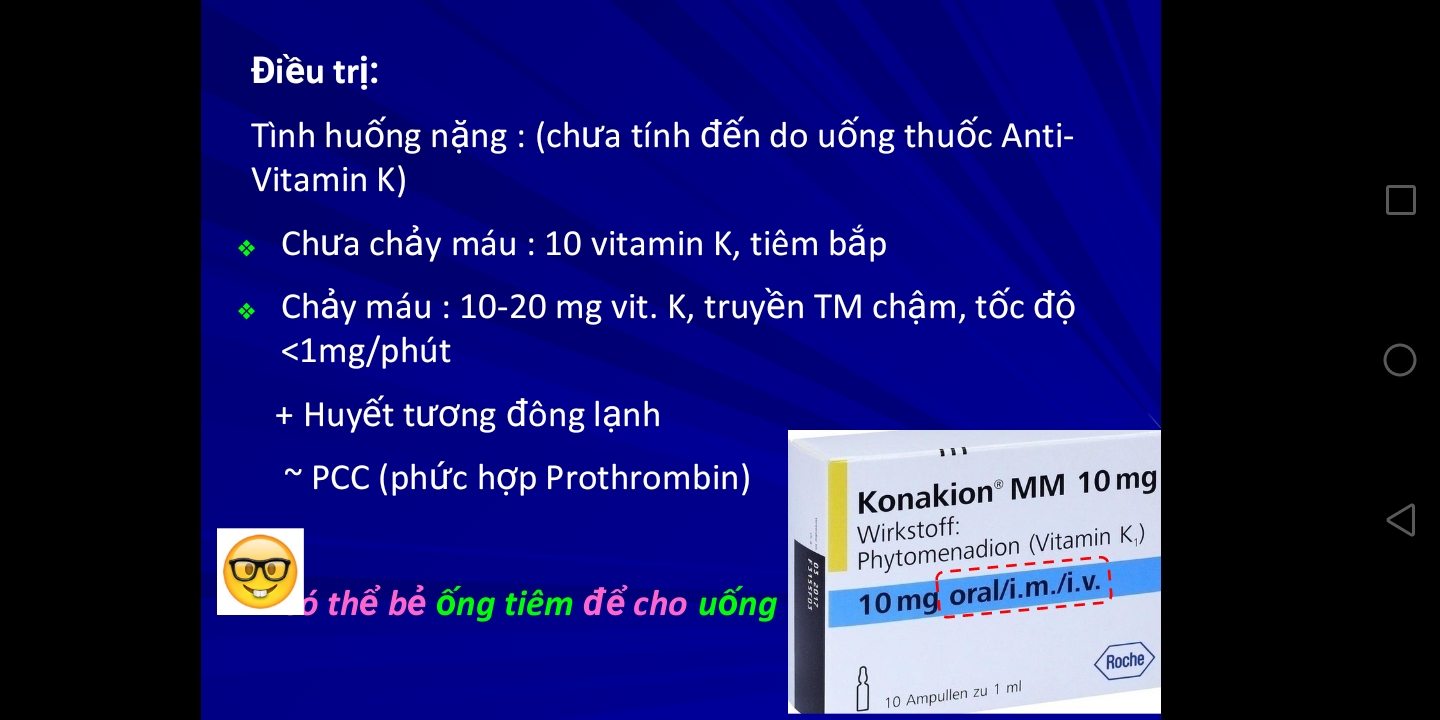 Điều trị:
Tình huống nặng : (chưa tính đến do uống thuốc Anti-
Vitamin K)
❖ Chưa chảy máu : 10 vitamin K, tiêm bắp
❖ Chảy máu : 10-20 mg vit. K, truyền TM chậm, tốc độ
<1mg/phút
+ Huyết tương đông lạnh
~ PCC (phức hợp Prothrombin)
ó thể bẻ ống tiêm để cho uống
Konakion® MM 10 mg
Wirkstoff:
Phytomenadion (Vitamin K₁)
10 mg oral/i.m./i.v.
Roche
10 Ampullen zu 1 ml